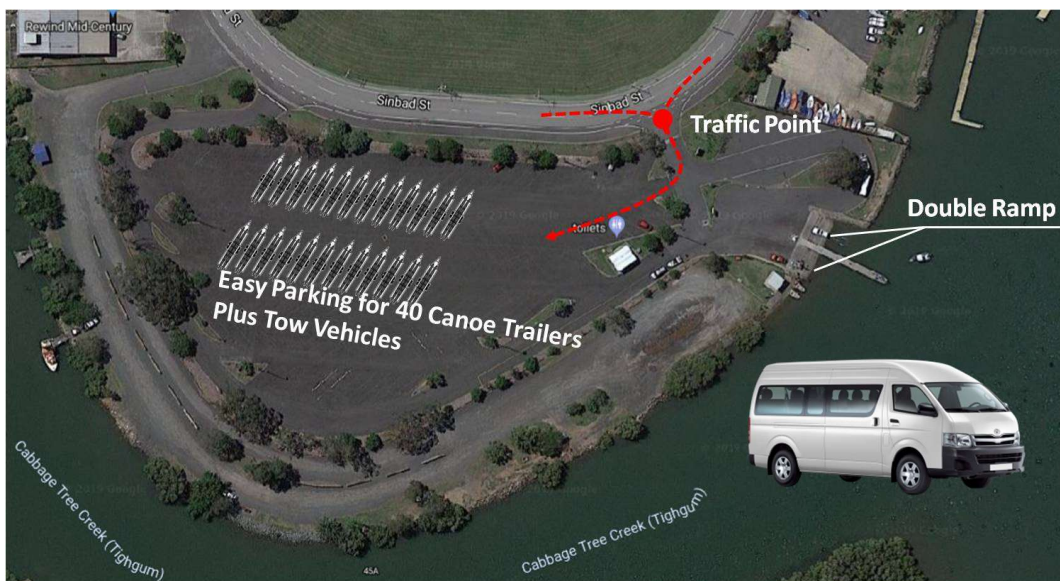 Rewind Mid-Century
Sinbad St
Sinbad St
Traffic Point
Double Ramp
toilets
Easy Parking for 40 Canoe Trailers
Plus Tow Vehicles
Cabbage Tree Creek (Tighgum)
Cabbage Tree Creek (Tighgum)
45A